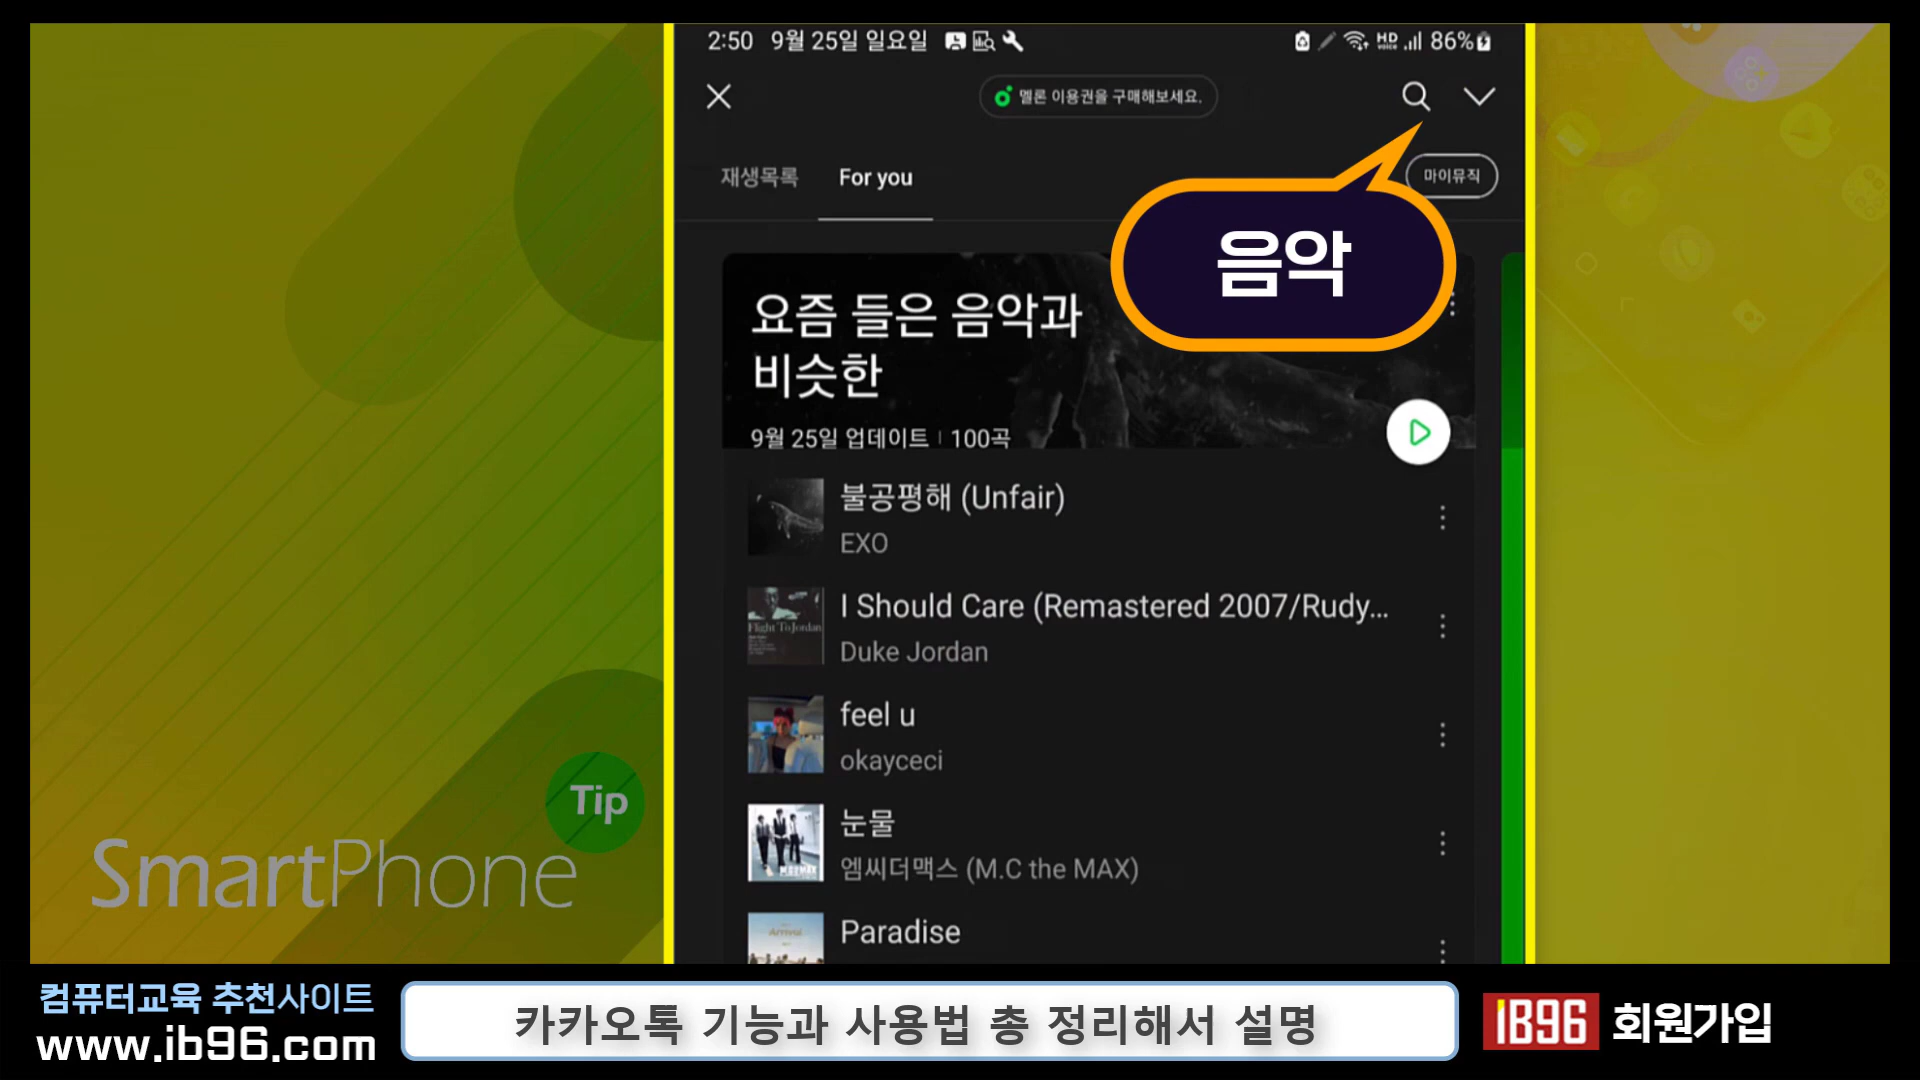 2:50 9월 25일 일요일
HD voice 86%
멜론 이용권을 구매해보세요.
재생목록 For you 마이뮤직
음악
요즘 들은 음악과
비슷한
9월 25일 업데이트 | 100곡
불공평해 (Unfair)
EXO
I Should Care (Remastered 2007/Rudy...
Flight To Jordan
Duke Jordan
feel u
okayceci
눈물
엠씨더맥스 (M.C the MAX)
Paradise
Arrival
Tip
SmartPhone
컴퓨터교육 추천사이트
www.ib96.com
카카오톡 기능과 사용법 총 정리해서 설명
IB96 회원가입